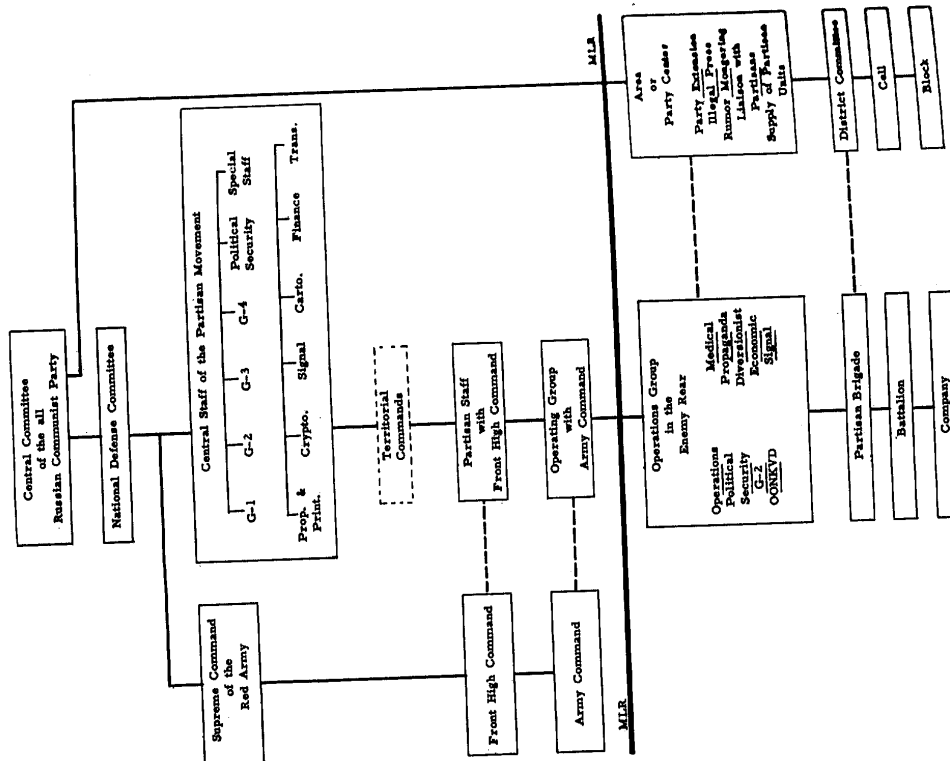 Central Committee
of the all
Russian Communist Party
National Defense Committee
Supreme Command
of the
Red Army
Central Staff of the Partisan Movement
G-1
G-2
G-3
G-4
Political
Security
Special
Staff
Prop. &
Print.
Crypto.
Signal
Carto.
Finance
Trans.
Territorial
Commands
Front High Command
Partisan Staff
with
Front High Command
Army Command
Operating Group
with
Army Command
MLR
MLR
Operations Group
in the
Enemy Rear
Operations
Political
Security
G-2
OONKVD
Medical
Propaganda
Diversionist
Economic
Signal
Area
or
Party Center
Party Extension
Illegal Press
Rumor Mongering
Liaison with
Partisans
Supply of Partisan
Units
Partisan Brigade
District Committee
Battalion
Cell
Company
Block